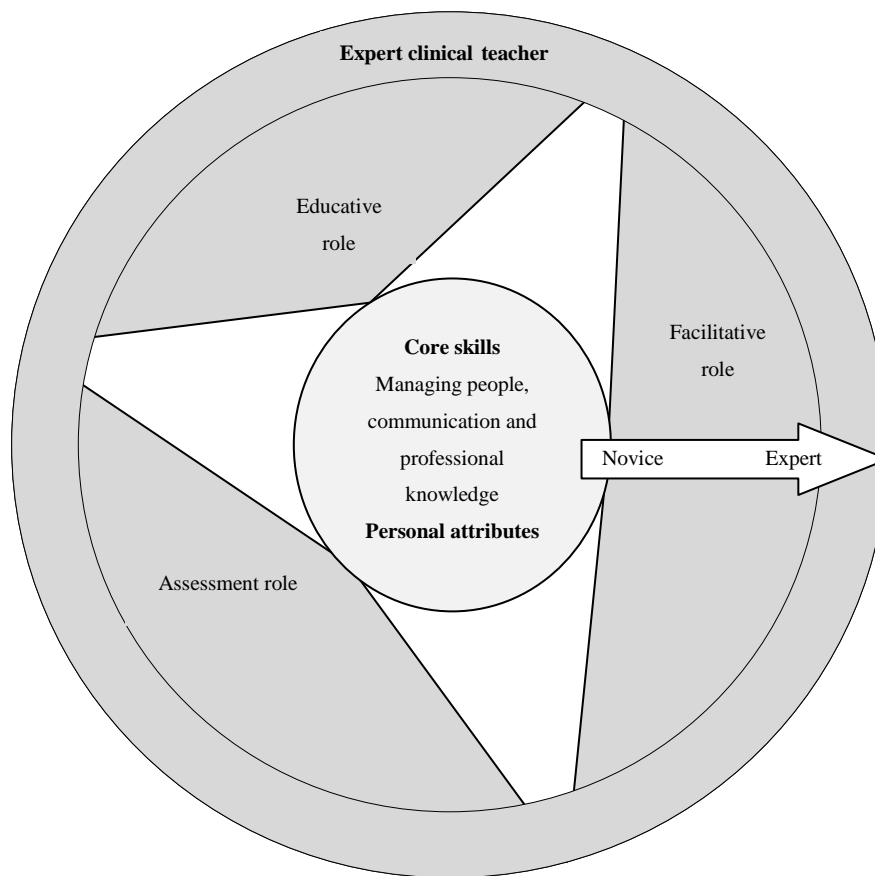 Expert clinical teacher
Educative
role
Facilitative
role
Core skills
Managing people,
communication and
professional
knowledge
Personal attributes
Novice
Expert
Assessment role